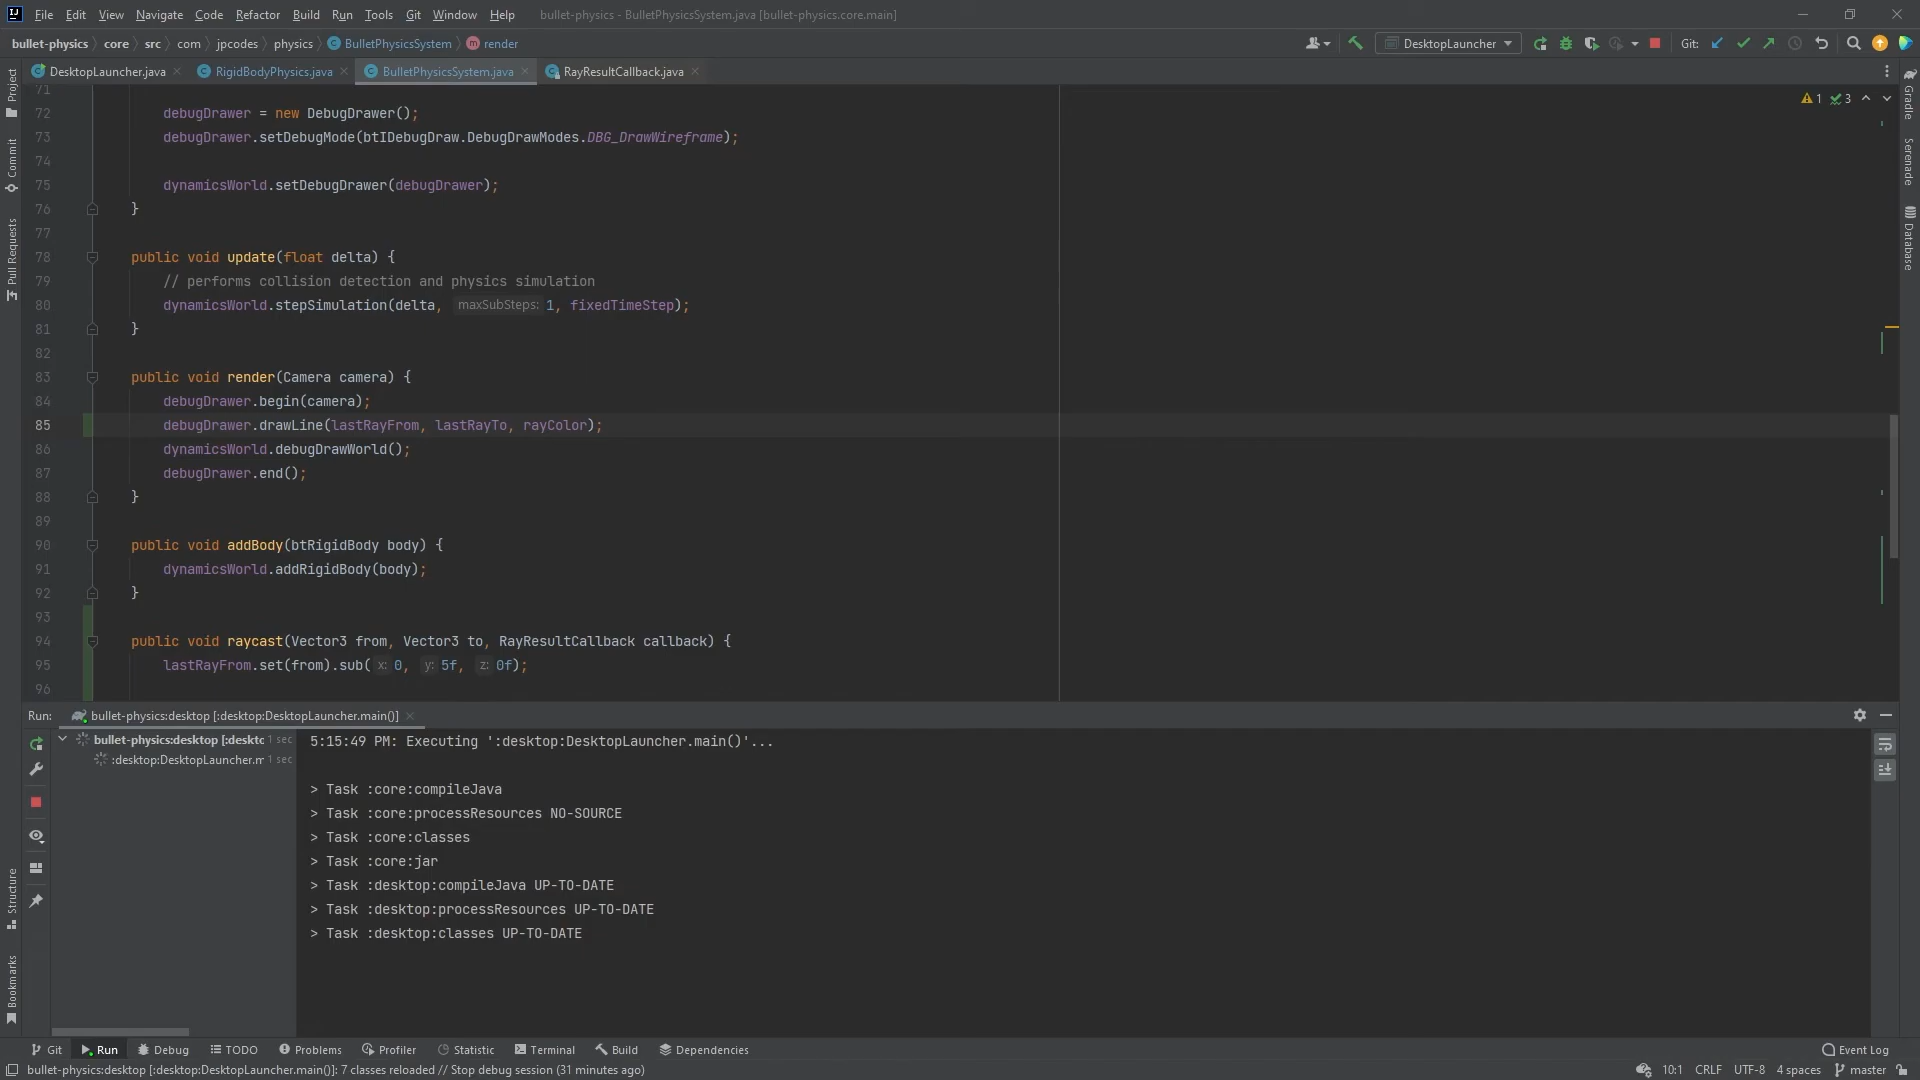 File Edit View Navigate Code Refactor Build Run Tools Git Window Help bullet-physics - BulletPhysicsSystem.java [bullet-physics.core.main]
bullet-physics core src com jpcodes physics BulletPhysicsSystem render DesktopLauncher Git:
DesktopLauncher.java RigidBodyPhysics.java BulletPhysicsSystem.java RayResultCallback.java
1 3
71
72 debugDrawer = new DebugDrawer();
73 debugDrawer.setDebugMode(btIDebugDraw.DebugDrawModes.DBG_DrawWireframe);
74
75 dynamicsWorld.setDebugDrawer(debugDrawer);
76 }
77
78 public void update(float delta) {
79 // performs collision detection and physics simulation
80 dynamicsWorld.stepSimulation(delta, maxSubSteps: 1, fixedTimeStep);
81 }
82
83 public void render(Camera camera) {
84 debugDrawer.begin(camera);
85 debugDrawer.drawLine(lastRayFrom, lastRayTo, rayColor);
86 dynamicsWorld.debugDrawWorld();
87 debugDrawer.end();
88 }
89
90 public void addBody(btRigidBody body) {
91 dynamicsWorld.addRigidBody(body);
92 }
93
94 public void raycast(Vector3 from, Vector3 to, RayResultCallback callback) {
95 lastRayFrom.set(from).sub( x: 0, y: 5f, z: 0f);
96
Project
Commit
Pull Requests
Structure
Bookmarks
Gradle
Serenade
Database
Run: bullet-physics:desktop [:desktop:DesktopLauncher.main()]
bullet-physics:desktop [:deskto 1 sec
:desktop:DesktopLauncher.m 1 sec
5:15:49 PM: Executing ':desktop:DesktopLauncher.main()'...
> Task :core:compileJava
> Task :core:processResources NO-SOURCE
> Task :core:classes
> Task :core:jar
> Task :desktop:compileJava UP-TO-DATE
> Task :desktop:processResources UP-TO-DATE
> Task :desktop:classes UP-TO-DATE
Git Run Debug TODO Problems Profiler Statistic Terminal Build Dependencies Event Log
bullet-physics:desktop [:desktop:DesktopLauncher.main()]: 7 classes reloaded // Stop debug session (31 minutes ago) 10:1 CRLF UTF-8 4 spaces master